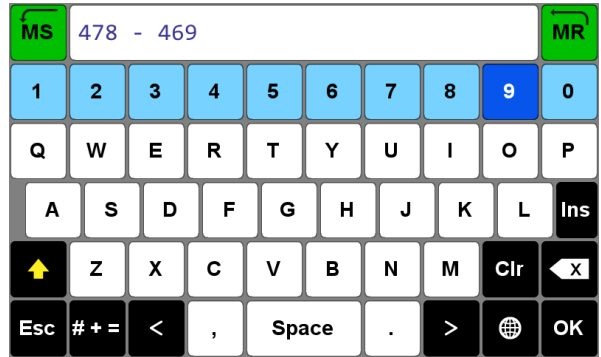 MS 478 - 469 MR
1 2 3 4 5 6 7 8 9 0
Q W E R T Y U I O P
A S D F G H J K L Ins
Z X C V B N M Clr X
Esc # + = < , Space . > OK